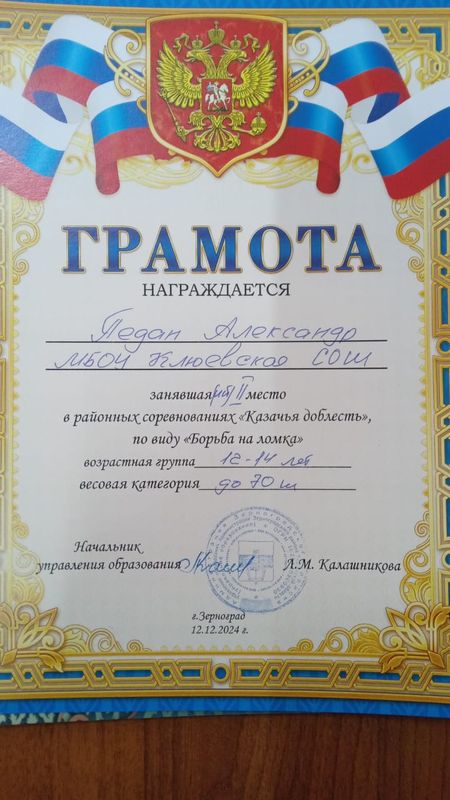 ГРАМОТА
НАГРАЖДАЕТСЯ
Педан Александр
МБОУ Клюевская СОШ
занявшая(ий) II место
в районных соревнованиях «Казачья доблесть»,
по виду «Борьба на ломка»
возрастная группа 12-14 лет
весовая категория до 70
Начальник
управления образования Л.М. Калашникова
г.Зерноград
12.12.2024 г.